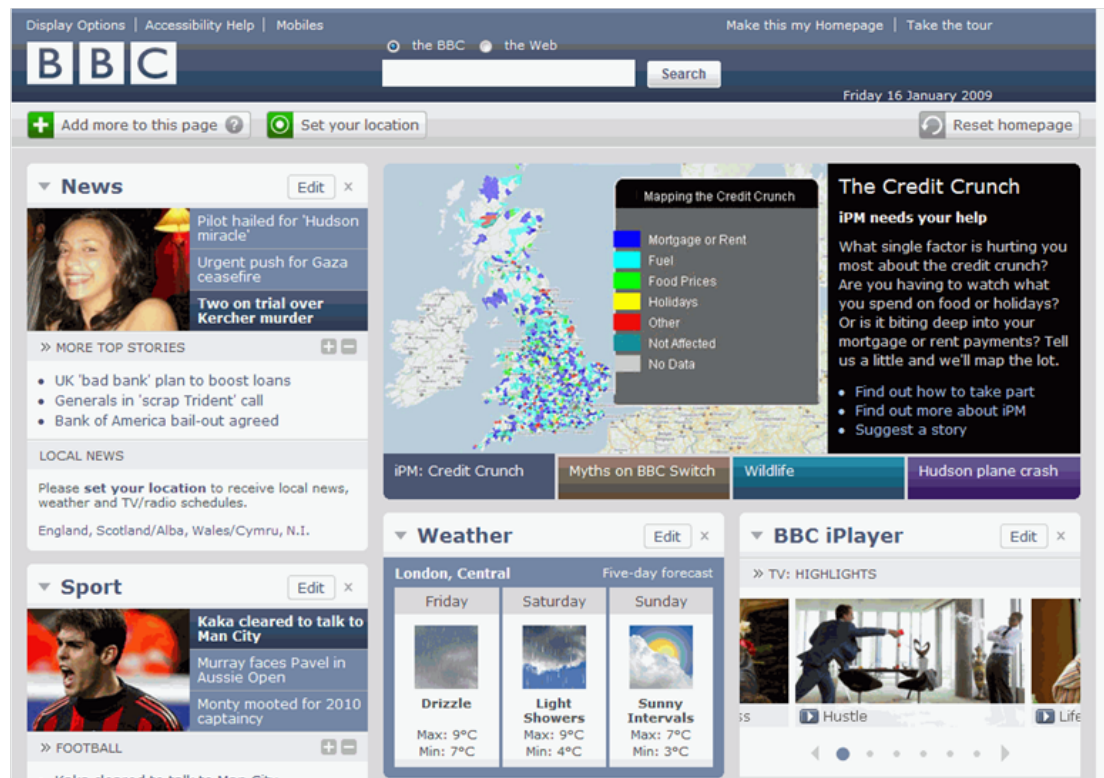 Display Options | Accessibility Help | Mobiles
Make this my Homepage | Take the tour
BBC
the BBC the Web
Search
Friday 16 January 2009
Add more to this page ?
Set your location
Reset homepage
News
Edit x
Pilot hailed for 'Hudson
miracle'
Urgent push for Gaza
ceasefire
Two on trial over
Kercher murder
» MORE TOP STORIES
• UK 'bad bank' plan to boost loans
• Generals in 'scrap Trident' call
• Bank of America bail-out agreed
LOCAL NEWS
Please set your location to receive local news,
weather and TV/radio schedules.
England, Scotland/Alba, Wales/Cymru, N.I.
Mapping the Credit Crunch
Mortgage or Rent
Fuel
Food Prices
Holidays
Other
Not Affected
No Data
The Credit Crunch
iPM needs your help
What single factor is hurting you
most about the credit crunch?
Are you having to watch what
you spend on food or holidays?
Or is it biting deep into your
mortgage or rent payments? Tell
us a little and we'll map the lot.
• Find out how to take part
• Find out more about iPM
• Suggest a story
iPM: Credit Crunch
Myths on BBC Switch
Wildlife
Hudson plane crash
Sport
Edit x
Kaka cleared to talk to
Man City
Murray faces Pavel in
Aussie Open
Monty mooted for 2010
captaincy
» FOOTBALL
Kaka cleared to talk to Man City
Weather
Edit x
London, Central
Five-day forecast
Friday
Saturday
Sunday
Drizzle
Max: 9°C
Min: 7°C
Light
Showers
Max: 9°C
Min: 4°C
Sunny
Intervals
Max: 7°C
Min: 3°C
BBC iPlayer
Edit x
» TV: HIGHLIGHTS
ss
Hustle
Life